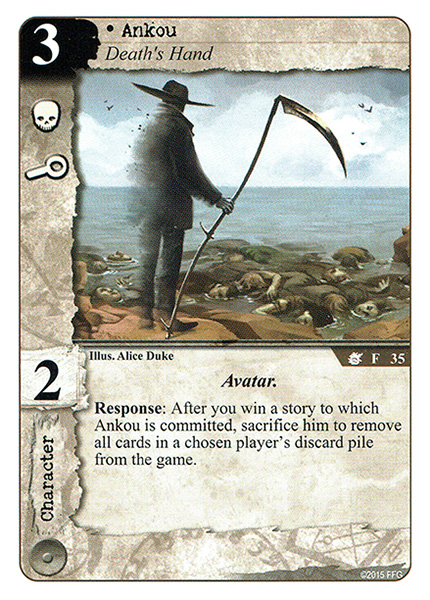 3
• Ankou
Death's Hand
Illus. Alice Duke
F 35
2
Avatar.
Response: After you win a story to which
Ankou is committed, sacrifice him to remove
all cards in a chosen player's discard pile
from the game.
Character
©2015 FFG